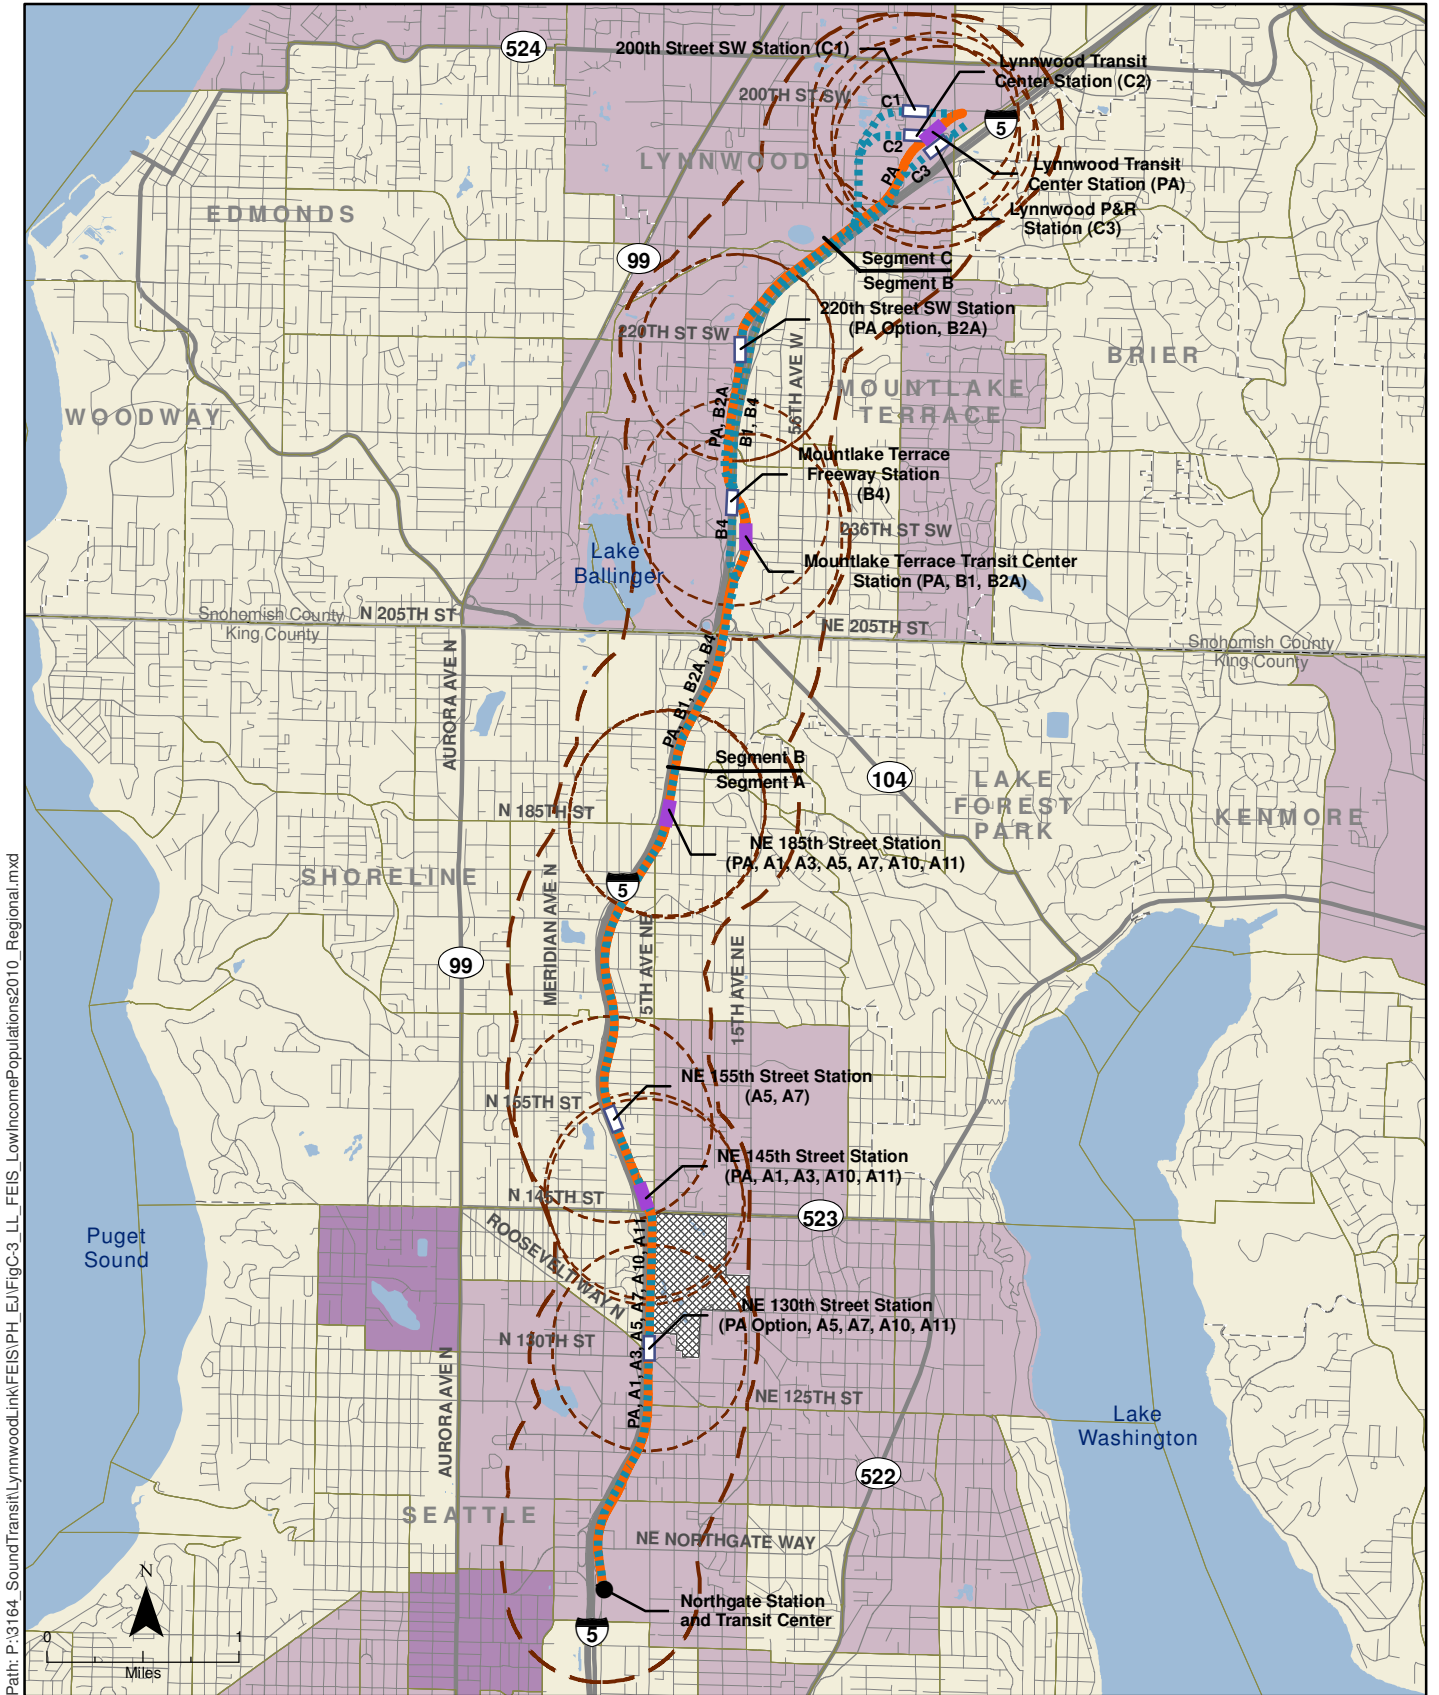 524
200th Street SW Station (C1)
Lynnwood Transit
Center Station (C2)
200TH ST SW
C1
5
C2
LYNNWOOD
PA
C3
Lynnwood Transit
Center Station (PA)
EDMONDS
Lynnwood P&R
Station (C3)
99
Segment C
Segment B
220th Street SW Station
(PA Option, B2A)
220TH ST SW
56TH AVE W
BRIER
MOUNTLAKE
TERRACE
WOODWAY
PA, B2A
B1, B4
Mountlake Terrace
Freeway Station
(B4)
B4
236TH ST SW
Lake
Ballinger
Mountlake Terrace Transit Center
Station (PA, B1, B2A)
Snohomish County
King County
N 205TH ST
NE 205TH ST
Snohomish County
King County
AURORA AVE N
PA, B1, B2A, B4
Segment B
Segment A
104
LAKE
FOREST
PARK
KENMORE
N 185TH ST
NE 185th Street Station
(PA, A1, A3, A5, A7, A10, A11)
SHORELINE
5
MERIDIAN AVE N
5TH AVE NE
15TH AVE NE
99
NE 155th Street Station
(A5, A7)
N 155TH ST
NE 145th Street Station
(PA, A1, A3, A10, A11)
N 145TH ST
523
ROOSEVELT WAY N
Puget
Sound
PA, A1, A3, A5, A7, A10, A11
NE 130th Street Station
(PA Option, A5, A7, A10, A11)
N 130TH ST
AURORA AVE N
NE 125TH ST
Lake
Washington
522
SEATTLE
NE NORTHGATE WAY
N
Northgate Station
and Transit Center
5
0
1
Miles
Path: P:\3164_SoundTransit\LynnwoodLink\FEIS\PH_EJ\FigC-3_LL_FEIS_LowIncomePopulations2010_Regional.mxd